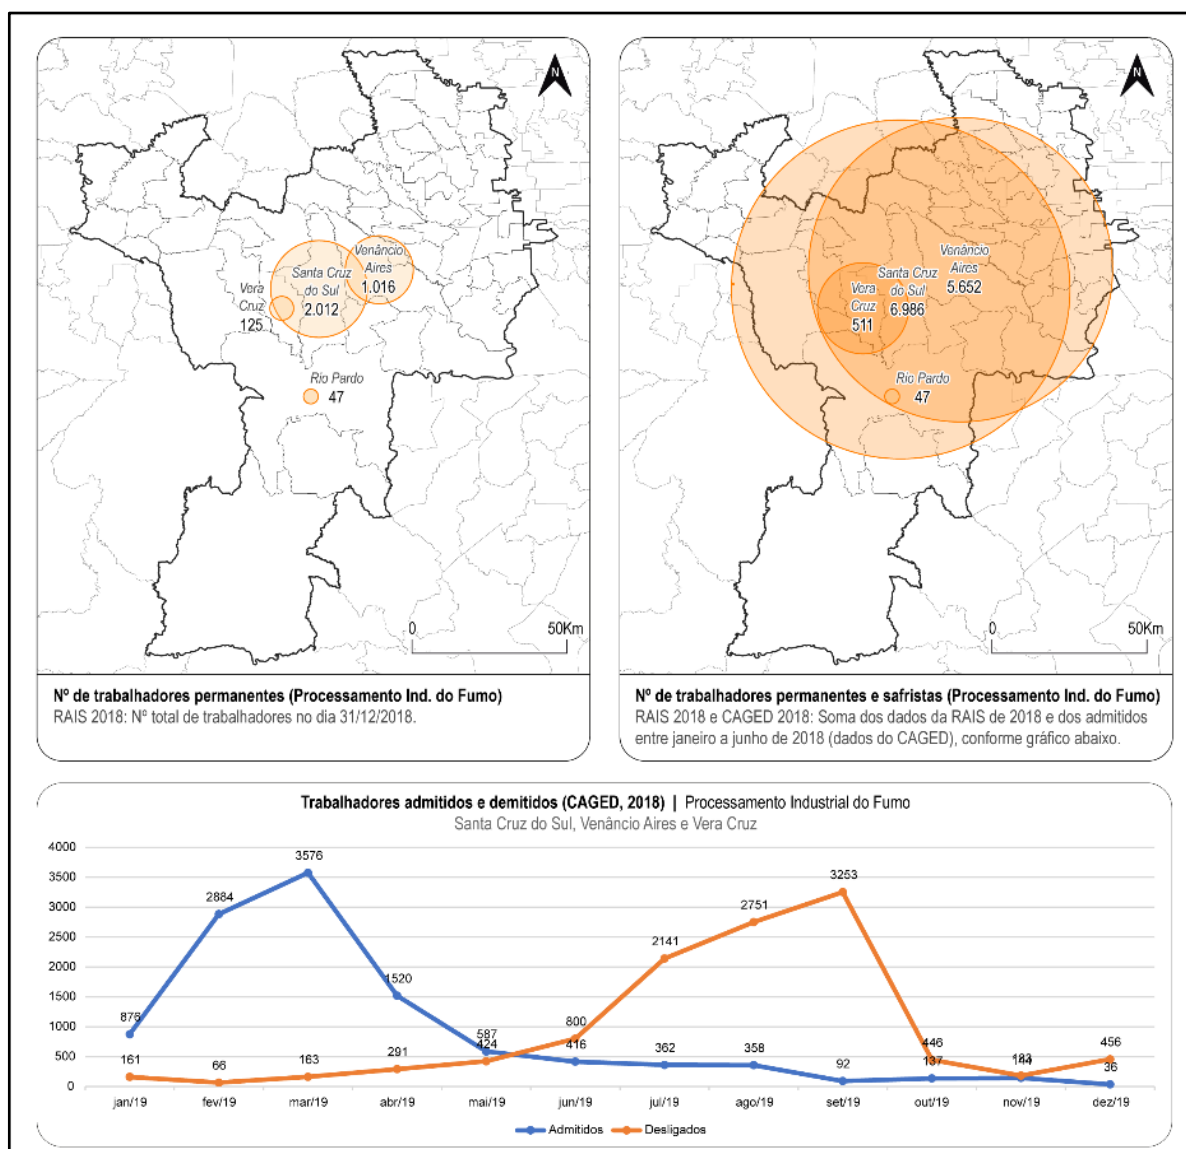 N
Venâncio
Aires
1.016
Santa Cruz
do Sul
2.012
Vera
Cruz
125
Rio Pardo
47
0 50Km
Nº de trabalhadores permanentes (Processamento Ind. do Fumo)
RAIS 2018: Nº total de trabalhadores no dia 31/12/2018.
N
Venâncio
Aires
5.652
Santa Cruz
do Sul
6.986
Vera
Cruz
511
Rio Pardo
47
0 50Km
Nº de trabalhadores permanentes e safristas (Processamento Ind. do Fumo)
RAIS 2018 e CAGED 2018: Soma dos dados da RAIS de 2018 e dos admitidos
entre janeiro a junho de 2018 (dados do CAGED), conforme gráfico abaixo.
Trabalhadores admitidos e demitidos (CAGED, 2018) | Processamento Industrial do Fumo
Santa Cruz do Sul, Venâncio Aires e Vera Cruz
4000
3500
3000
2500
2000
1500
1000
500
0
876 2884 3576 1520 587 416 362 358 92 137 36
161 66 163 291 424 800 2141 2751 3253 446 183 456
jan/19 fev/19 mar/19 abr/19 mai/19 jun/19 jul/19 ago/19 set/19 out/19 nov/19 dez/19
Admitidos Desligados